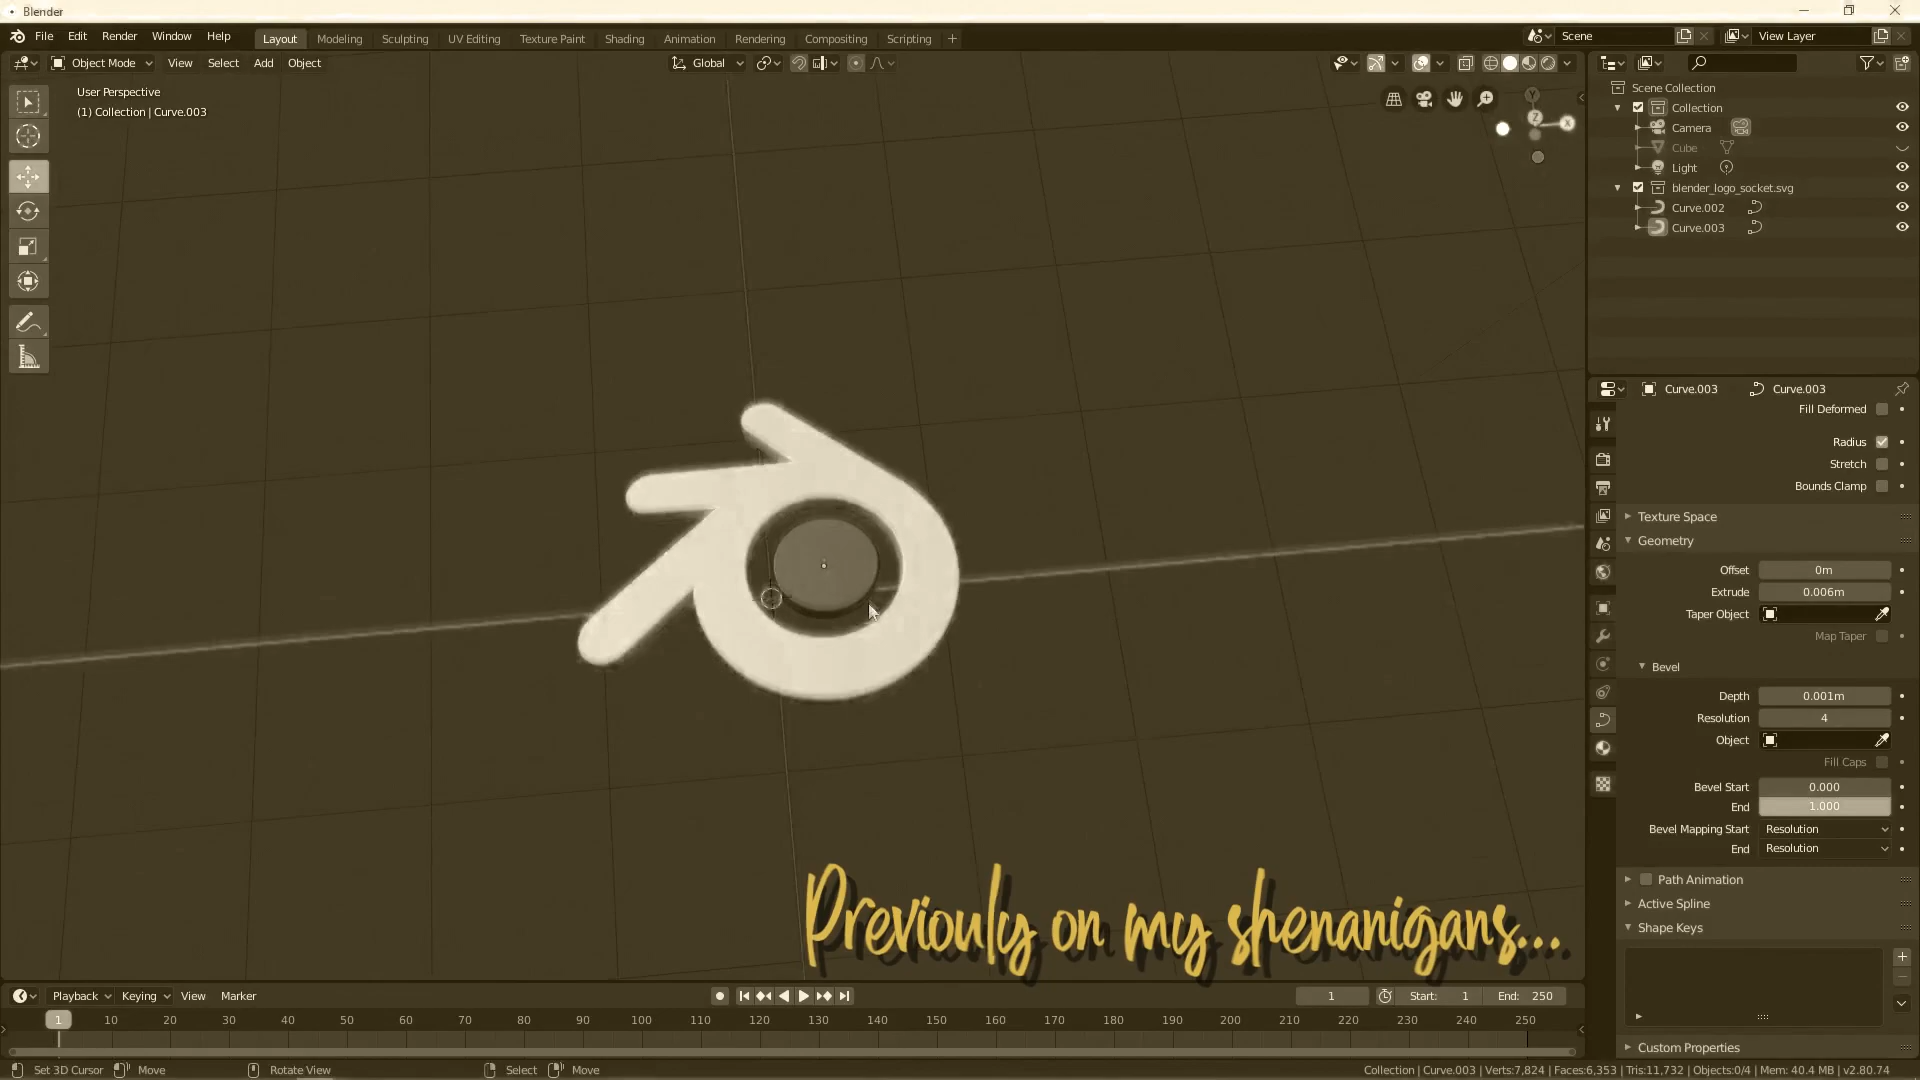 Blender
File Edit Render Window Help Layout Modeling Sculpting UV Editing Texture Paint Shading Animation Rendering Compositing Scripting + Scene View Layer
Object Mode View Select Add Object Global
User Perspective
(1) Collection | Curve.003
Y
Z
X
Scene Collection
Collection
Camera
Cube
Light
blender_logo_socket.svg
Curve.002
Curve.003
Curve.003 Curve.003
Fill Deformed
Radius
Stretch
Bounds Clamp
Texture Space
Geometry
Offset 0m
Extrude 0.006m
Taper Object
Map Taper
Bevel
Depth 0.001m
Resolution 4
Object
Fill Caps
Bevel Start 0.000
End 1.000
Bevel Mapping Start Resolution
End Resolution
Path Animation
Active Spline
Shape Keys
Custom Properties
Previouly on my shenanigans...
Playback Keying View Marker 1 Start: 1 End: 250
1 10 20 30 40 50 60 70 80 90 100 110 120 130 140 150 160 170 180 190 200 210 220 230 240 250
Set 3D Cursor Move Rotate View Select Move Collection | Curve.003 | Verts:7,824 | Faces:6,353 | Tris:11,732 | Objects:0/4 | Mem: 40.4 MB | v2.80.74